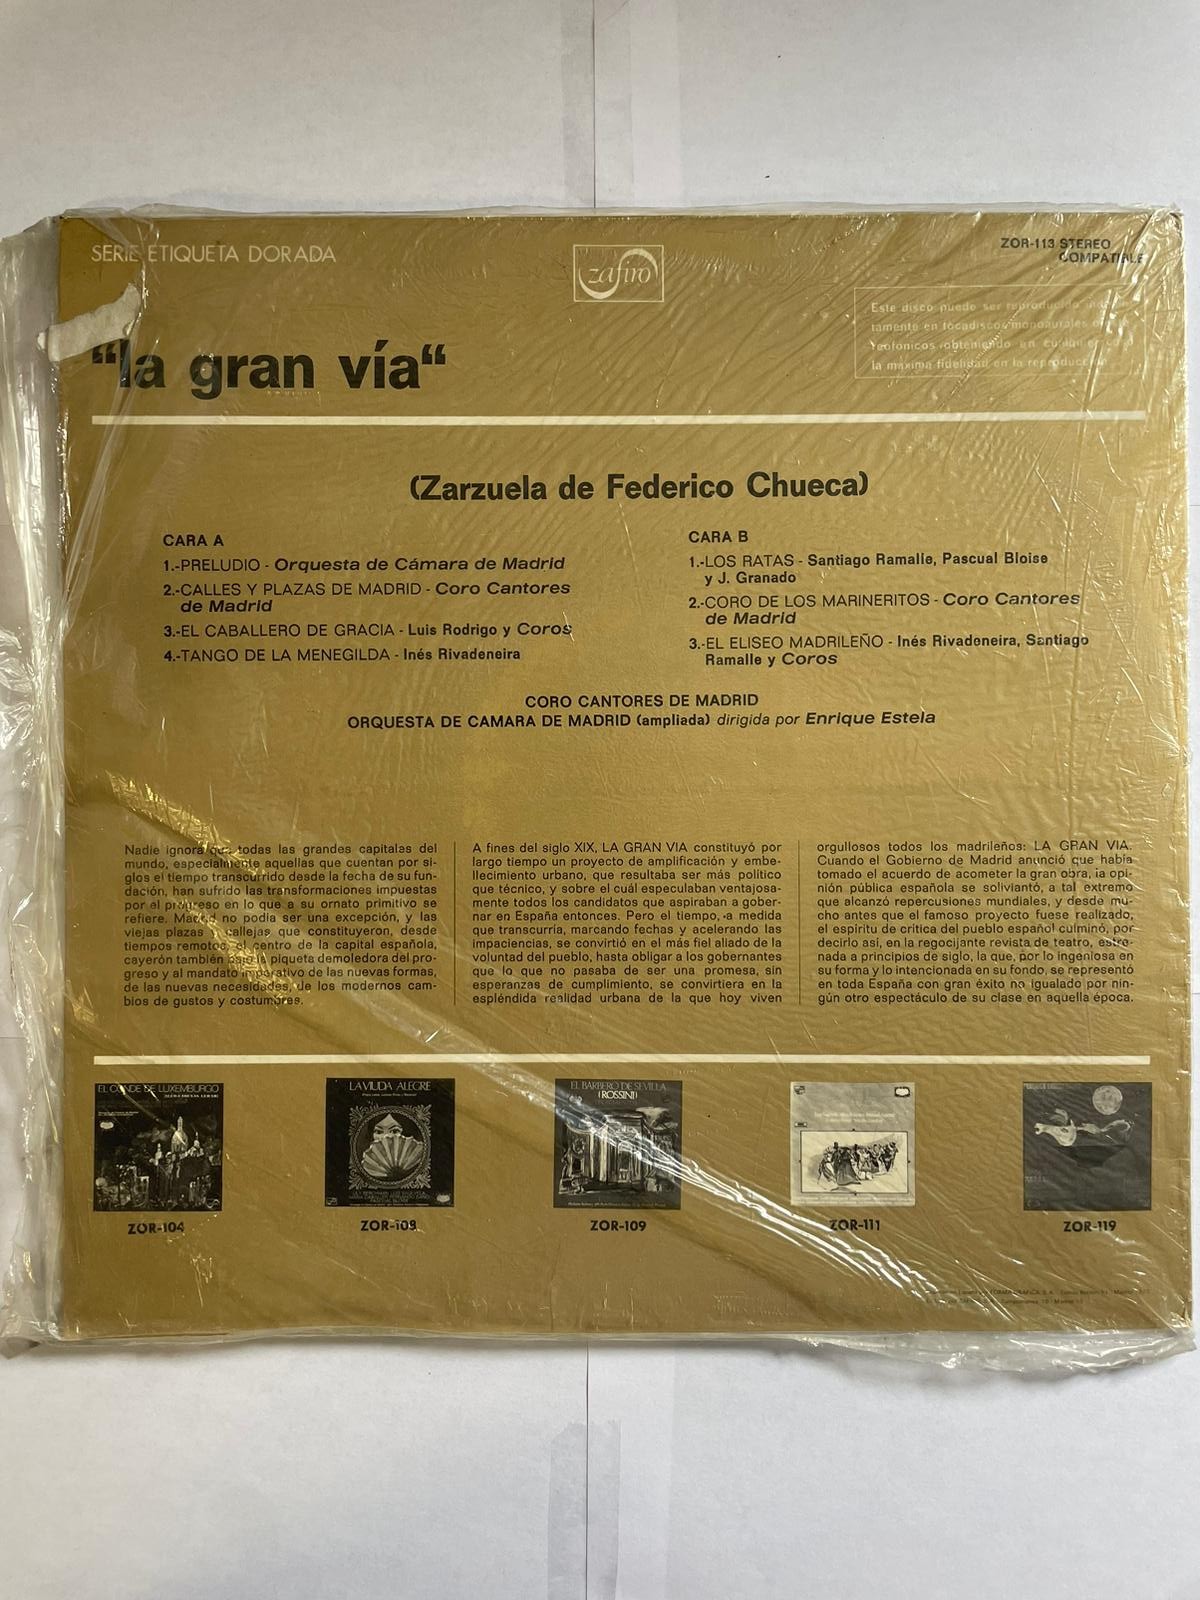 SERIE ETIQUETA DORADA
zafiro
ZOR-113 STEREO
COMPATIBLE
Este disco puede ser reproducido
tamente en tocadiscos monoaurales
obteniendo en
la máxima fidelidad en la reproducción
“la gran vía“
(Zarzuela de Federico Chueca)
CARA A
1.-PRELUDIO - Orquesta de Cámara de Madrid
2.-CALLES Y PLAZAS DE MADRID - Coro Cantores
de Madrid
3.-EL CABALLERO DE GRACIA - Luis Rodrigo y Coros
4.-TANGO DE LA MENEGILDA - Inés Rivadeneira
CARA B
1.-LOS RATAS - Santiago Ramalle, Pascual Bloise
y J. Granado
2.-CORO DE LOS MARINERITOS - Coro Cantores
de Madrid
3.-EL ELISEO MADRILEÑO - Inés Rivadeneira, Santiago
Ramalle y Coros
CORO CANTORES DE MADRID
ORQUESTA DE CAMARA DE MADRID (ampliada) dirigida por Enrique Estela
Nadie ignora que todas las grandes capitales del
mundo, especialmente aquellas que cuentan por si-
glos el tiempo transcurrido desde la fecha de su fun-
dación, han sufrido las transformaciones impuestas
por el progreso en lo que a su ornato primitivo se
refiere. Madrid no podía ser una excepción, y las
viejas plazas y callejas que constituyeron, desde
tiempos remotos, el centro de la capital española,
cayerón también bajo la piqueta demoledora del pro-
greso y al mandato imperativo de las nuevas formas,
de las nuevas necesidades, de los modernos cam-
bios de gustos y costumbres.
A fines del siglo XIX, LA GRAN VIA constituyó por
largo tiempo un proyecto de amplificación y embe-
llecimiento urbano, que resultaba ser más político
que técnico, y sobre el cuál especulaban ventajosa-
mente todos los candidatos que aspiraban a gober-
nar en España entonces. Pero el tiempo, a medida
que transcurría, marcando fechas y acelerando las
impaciencias, se convirtió en el más fiel aliado de la
voluntad del pueblo, hasta obligar a los gobernantes
que lo que no pasaba de ser una promesa, sin
esperanzas de cumplimiento, se convirtiera en la
espléndida realidad urbana de la que hoy viven
orgullosos todos los madrileños: LA GRAN VIA.
Cuando el Gobierno de Madrid anunció que había
tomado el acuerdo de acometer la gran obra, la opi-
nión pública española se soliviantó, a tal extremo
que alcanzó repercusiones mundiales, y desde mu-
cho antes que el famoso proyecto fuese realizado,
el espíritu de crítica del pueblo español culminó, por
decirlo así, en la regocijante revista de teatro, estre-
nada a principios de siglo, la que, por lo ingeniosa en
su forma y lo intencionada en su fondo, se representó
en toda España con gran éxito no igualado por nin-
gún otro espectáculo de su clase en aquella época.
EL CONDE DE LUXEMBURGO
LA VIUDA ALEGRE
EL BARBERO DE SEVILLA
(ROSSINI)
ZOR-104
ZOR-108
ZOR-109
ZOR-111
ZOR-119